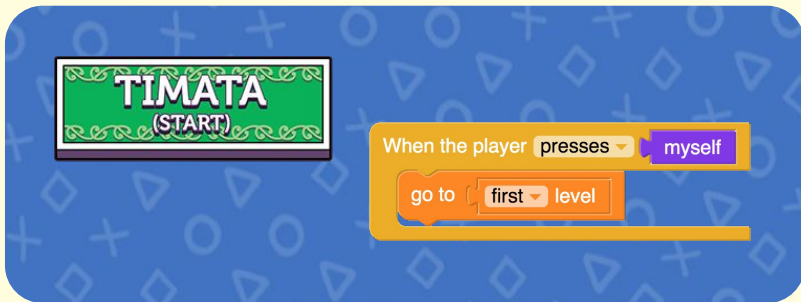 TIMATA
(START)
When the player presses myself
go to first level